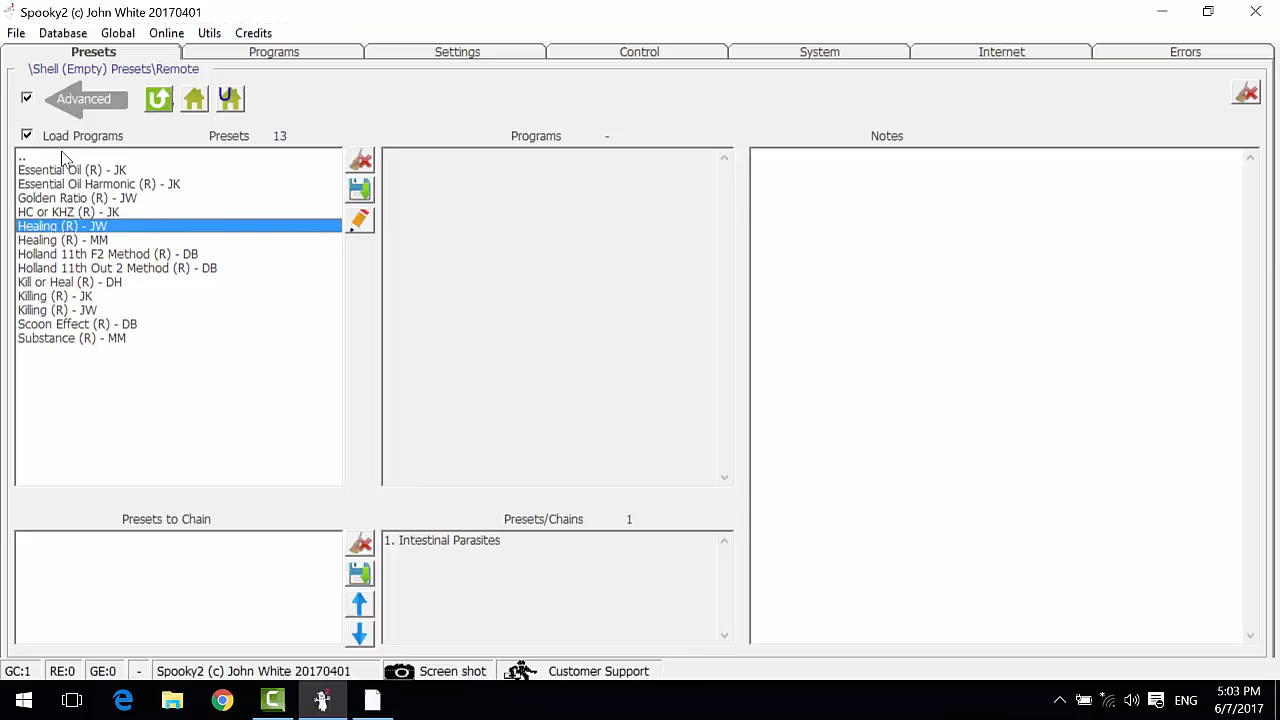 Spooky2 (c) John White 20170401
File Database Global Online Utils Credits
Presets Programs Settings Control System Internet Errors
\Shell (Empty) Presets\Remote
Advanced
Load Programs Presets 13 Programs - Notes
..
Essential Oil (R) - JK
Essential Oil Harmonic (R) - JK
Golden Ratio (R) - JW
HC or KHZ (R) - JK
Healing (R) - JW
Healing (R) - MM
Holland 11th F2 Method (R) - DB
Holland 11th Out 2 Method (R) - DB
Kill or Heal (R) - DH
Killing (R) - JK
Killing (R) - JW
Scoon Effect (R) - DB
Substance (R) - MM
Presets to Chain Presets/Chains 1
1. Intestinal Parasites
GC:1 RE:0 GE:0 - Spooky2 (c) John White 20170401 Screen shot Customer Support
ENG 5:03 PM
6/7/2017